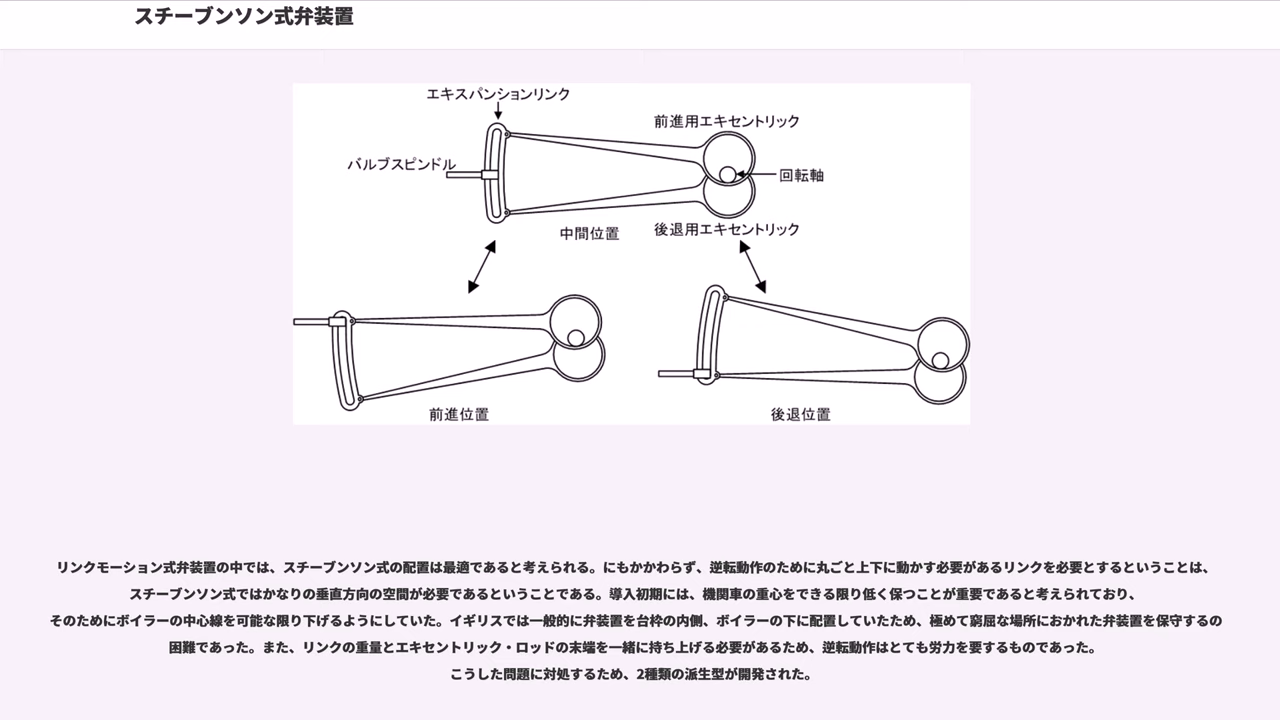 スチーブンソン式弁装置
エキスパンションリンク
前進用エキセントリック
バルブスピンドル
回転軸
中間位置
後退用エキセントリック
前進位置
後退位置
リンクモーション式弁装置の中では、スチーブンソン式の配置は最適であると考えられる。にもかかわらず、逆転動作のために丸ごと上下に動かす必要があるリンクを必要とするということは、
スチーブンソン式ではかなりの垂直方向の空間が必要であるということである。導入初期には、機関車の重心をできる限り低く保つことが重要であると考えられており、
そのためにボイラーの中心線を可能な限り下げるようにしていた。イギリスでは一般的に弁装置を台枠の内側、ボイラーの下に配置していたため、極めて窮屈な場所におかれた弁装置を保守するの
困難であった。また、リンクの重量とエキセントリック・ロッドの末端を一緒に持ち上げる必要があるため、逆転動作はとても労力を要するものであった。
こうした問題に対処するため、2種類の派生型が開発された。